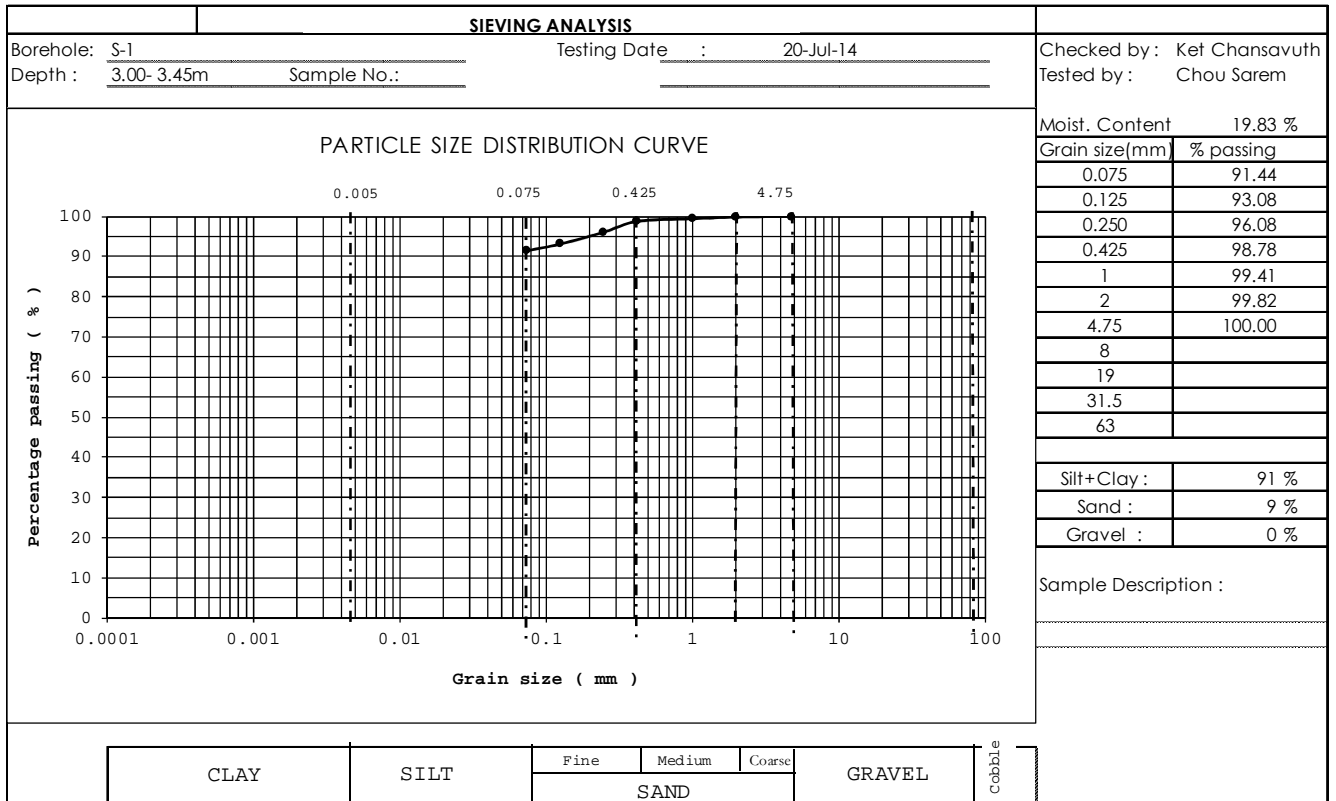 SIEVING ANALYSIS
Borehole: S-1 Testing Date : 20-Jul-14
Depth : 3.00- 3.45m Sample No.:
Checked by : Ket Chansavuth
Tested by : Chou Sarem
Moist. Content 19.83 %
Grain size(mm) % passing
0.075 91.44
0.125 93.08
0.250 96.08
0.425 98.78
1 99.41
2 99.82
4.75 100.00
8
19
31.5
63
Silt+Clay : 91 %
Sand : 9 %
Gravel : 0 %
Sample Description :
PARTICLE SIZE DISTRIBUTION CURVE
0.005 0.075 0.425 4.75
100
90
80
70
60
50
40
30
20
10
0
Percentage passing ( % )
0.0001 0.001 0.01 0.1 1 10 100
Grain size ( mm )
CLAY SILT Fine Medium Coarse GRAVEL Cobble
SAND